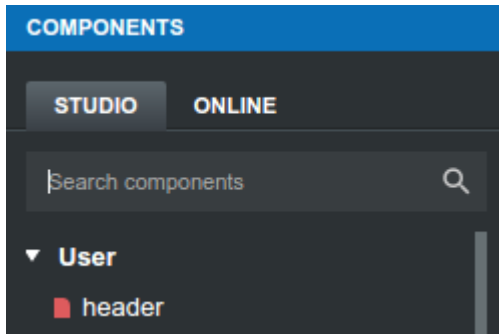 COMPONENTS
STUDIO ONLINE
Search components
User
header